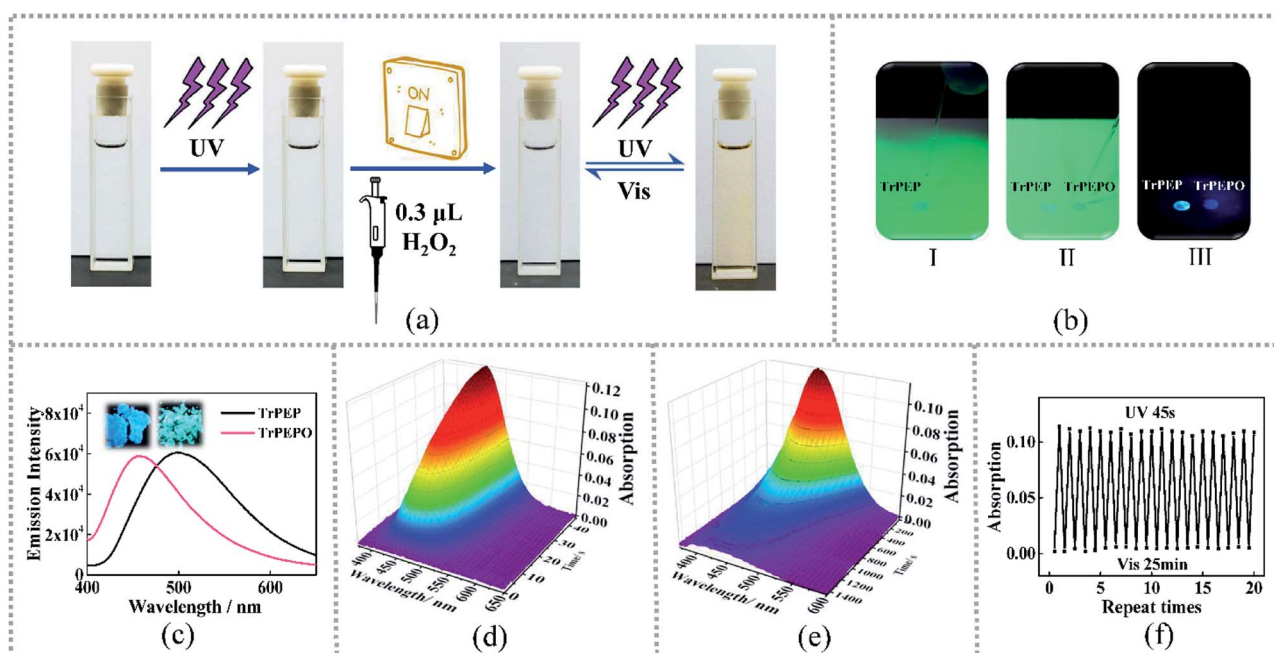 UV
ON
0.3 μL
H₂O₂
UV
Vis
(a)
TrPEP
I
TrPEP TrPEPO
II
TrPEP TrPEPO
III
(b)
Emission Intensity
8x10⁴
6x10⁴
4x10⁴
2x10⁴
0
400 500 600
Wavelength / nm
TrPEP
TrPEPO
(c)
0.12
0.10
0.08
0.06
0.04
0.02
0.00
Absorption
40
30
20
10
0
Time/s
400 450 500 550 600 650
Wavelength/ nm
(d)
0.10
0.08
0.06
0.04
0.02
0.00
Absorption
200
400
600
800
1000
1200
1400
Time/s
400 450 500 550 600
Wavelength/ nm
(e)
UV 45s
Absorption
0.10
0.05
0.00
Vis 25min
0 5 10 15 20
Repeat times
(f)